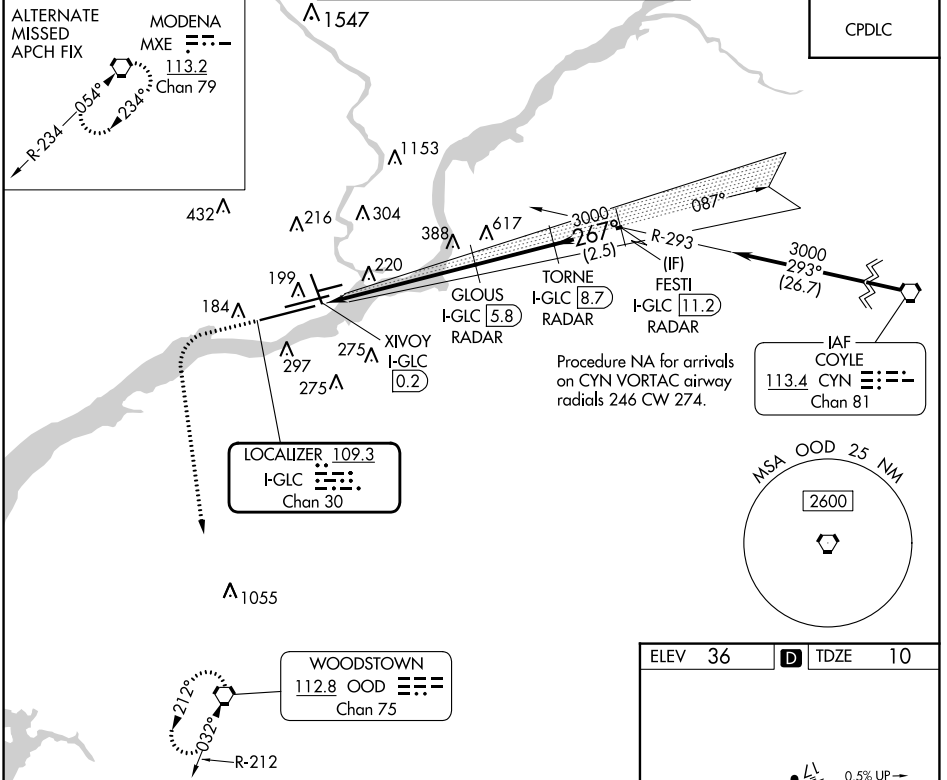 ALTERNATE
MISSED
APCH FIX
MODENA
MXE
113.2
Chan 79
054°
234°
R-234
1547
CPDLC
1153
432
216
304
388
617
3000
267°
(2.5)
087°
R-293
3000
293°
(26.7)
199
220
184
GLOUS
I-GLC 5.8
RADAR
TORNE
I-GLC 8.7
RADAR
(IF)
FESTI
I-GLC 11.2
RADAR
297
275
275
XIVOY
I-GLC
0.2
Procedure NA for arrivals
on CYN VORTAC airway
radials 246 CW 274.
IAF
COYLE
113.4 CYN
Chan 81
LOCALIZER 109.3
I-GLC
Chan 30
MSA OOD 25 NM
2600
1055
WOODSTOWN
112.8 OOD
Chan 75
212°
032°
R-212
ELEV 36 D TDZE 10
17
0.5% UP